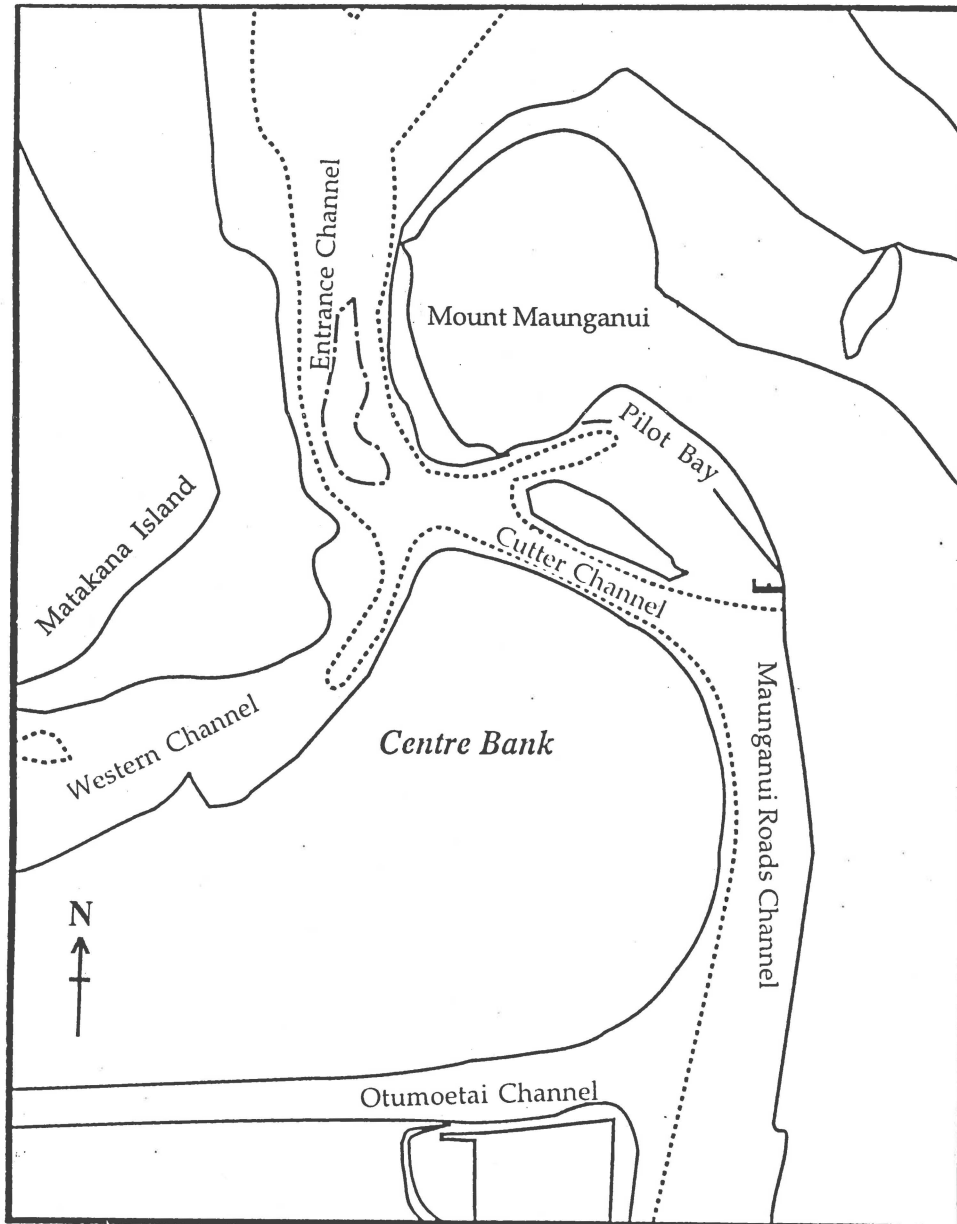 Entrance Channel
Mount Maunganui
Pilot Bay
Matakana Island
Cutter Channel
Western Channel
Centre Bank
Maunganui Roads Channel
N
Otumoetai Channel